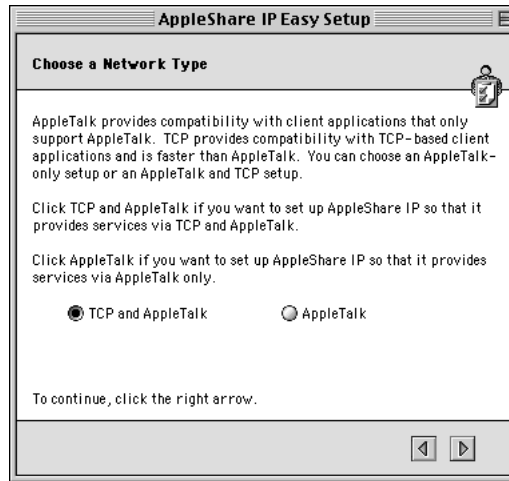 AppleShare IP Easy Setup
Choose a Network Type
AppleTalk provides compatibility with client applications that only
support AppleTalk. TCP provides compatibility with TCP-based client
applications and is faster than AppleTalk. You can choose an AppleTalk-
only setup or an AppleTalk and TCP setup.
Click TCP and AppleTalk if you want to set up AppleShare IP so that it
provides services via TCP and AppleTalk.
Click AppleTalk if you want to set up AppleShare IP so that it provides
services via AppleTalk only.
TCP and AppleTalk AppleTalk
To continue, click the right arrow.